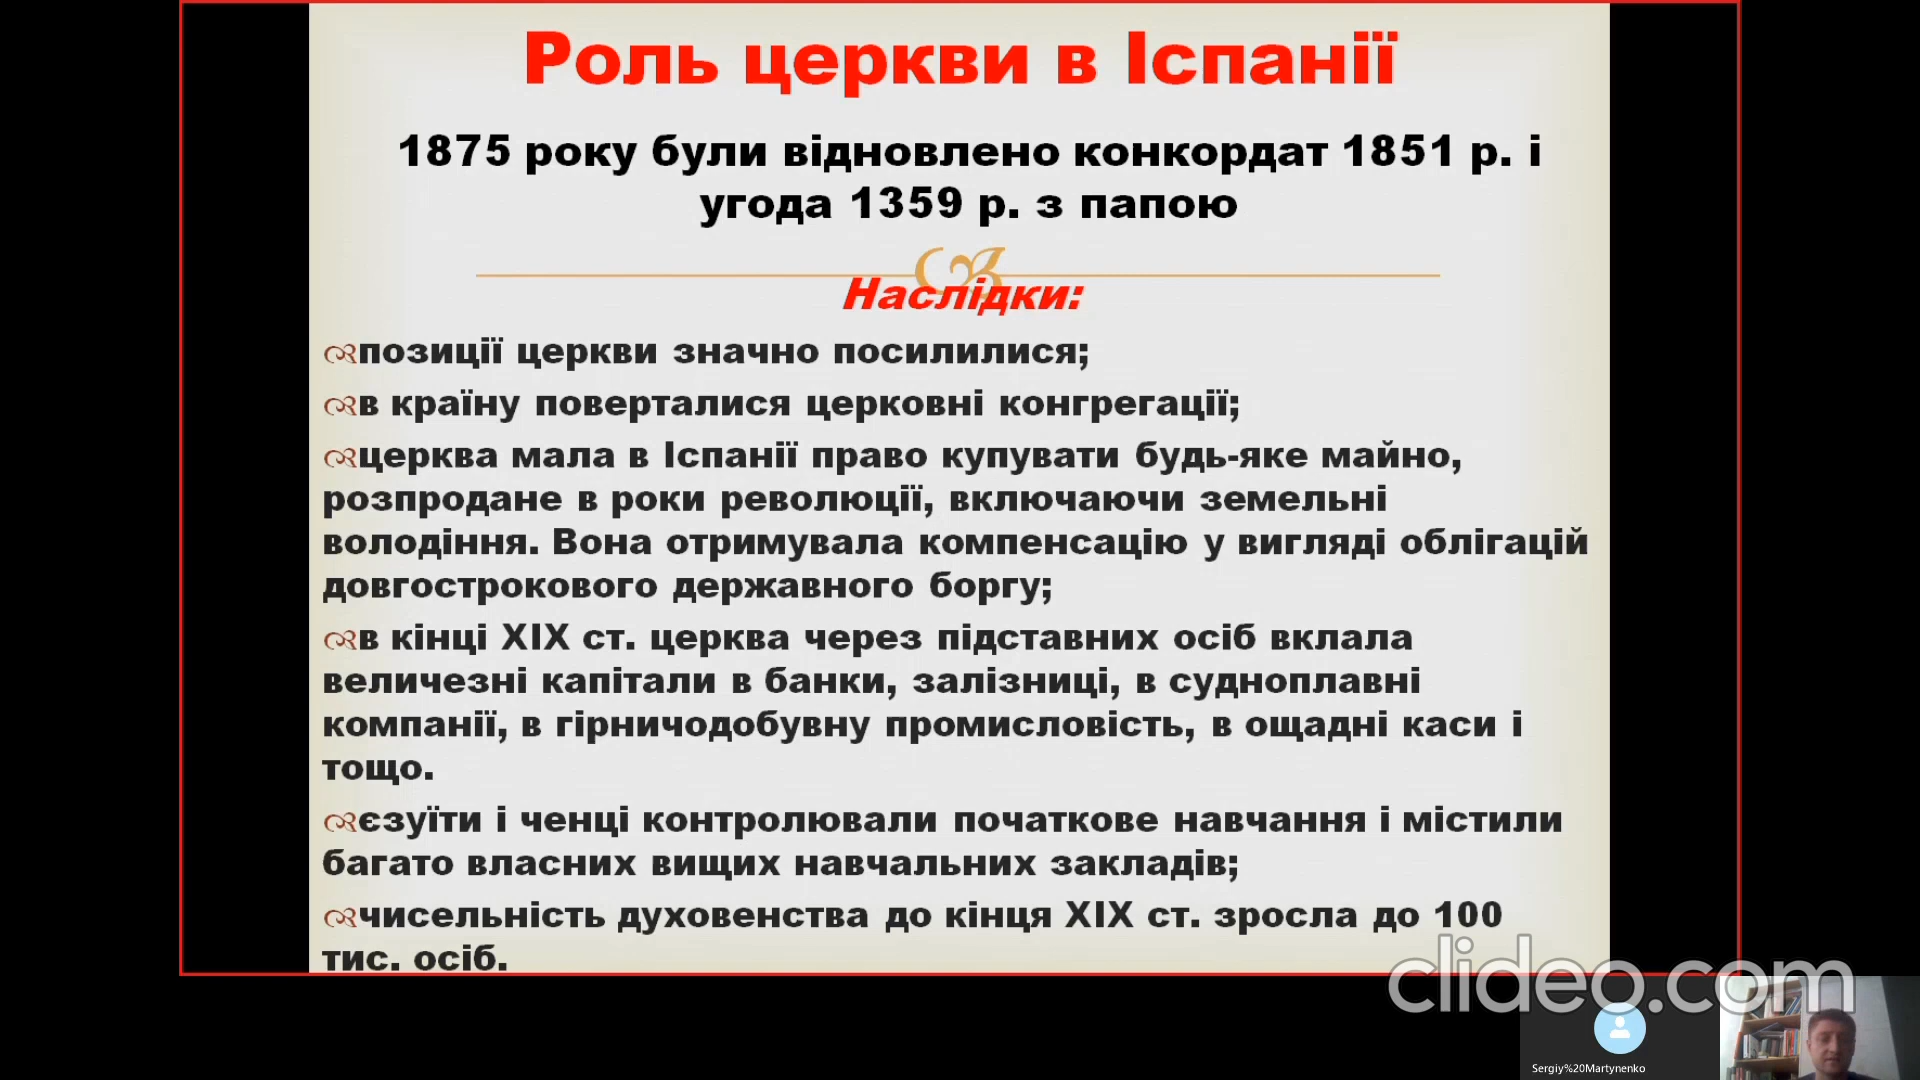 Роль церкви в Іспанії
1875 року були відновлено конкордат 1851 р. і
угода 1359 р. з папою
Наслідки:
позиції церкви значно посилилися;
в країну поверталися церковні конгрегації;
церква мала в Іспанії право купувати будь-яке майно,
розпродане в роки революції, включаючи земельні
володіння. Вона отримувала компенсацію у вигляді облігацій
довгострокового державного боргу;
в кінці XIX ст. церква через підставних осіб вклала
величезні капітали в банки, залізниці, в судноплавні
компанії, в гірничодобувну промисловість, в ощадні каси і
тощо.
єзуїти і ченці контролювали початкове навчання і містили
багато власних вищих навчальних закладів;
чисельність духовенства до кінця XIX ст. зросла до 100
тис. осіб.
clideo.com
Sergiy%20Martynenko